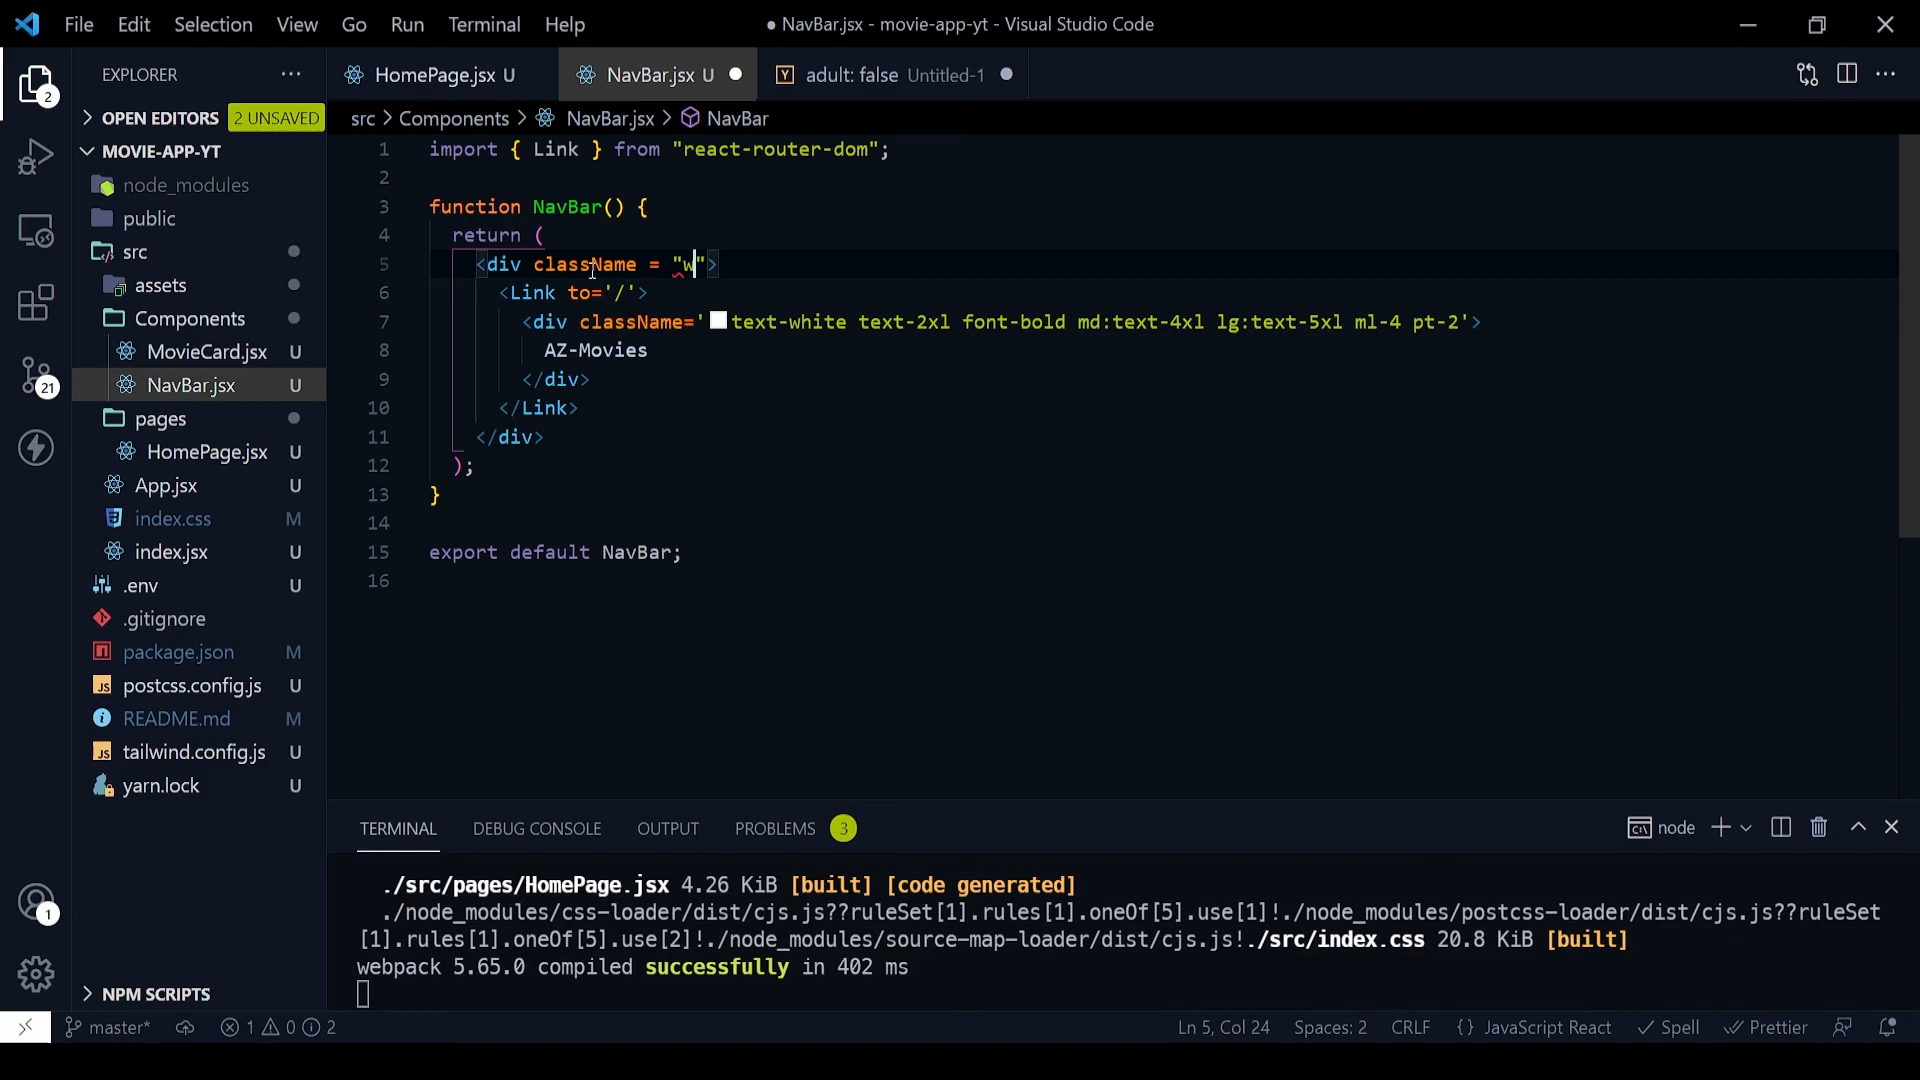 File Edit Selection View Go Run Terminal Help
● NavBar.jsx - movie-app-yt - Visual Studio Code
EXPLORER
HomePage.jsx U
NavBar.jsx U
adult: false Untitled-1
2
OPEN EDITORS 2 UNSAVED
src > Components > NavBar.jsx > NavBar
MOVIE-APP-YT
node_modules
public
src
assets
Components
MovieCard.jsx U
NavBar.jsx U
pages
HomePage.jsx U
App.jsx U
index.css M
index.jsx U
.env U
.gitignore
package.json M
postcss.config.js U
README.md M
tailwind.config.js U
yarn.lock U
NPM SCRIPTS
21
1
1 import { Link } from "react-router-dom";
2
3 function NavBar() {
4 return (
5 <div className = "w">
6 <Link to='/'>
7 <div className='text-white text-2xl font-bold md:text-4xl lg:text-5xl ml-4 pt-2'>
8 AZ-Movies
9 </div>
10 </Link>
11 </div>
12 );
13 }
14
15 export default NavBar;
16
TERMINAL DEBUG CONSOLE OUTPUT PROBLEMS 3
node
./src/pages/HomePage.jsx 4.26 KiB [built] [code generated]
./node_modules/css-loader/dist/cjs.js??ruleSet[1].rules[1].oneOf[5].use[1]!./node_modules/postcss-loader/dist/cjs.js??ruleSet
[1].rules[1].oneOf[5].use[2]!./node_modules/source-map-loader/dist/cjs.js!./src/index.css 20.8 KiB [built]
webpack 5.65.0 compiled successfully in 402 ms
master* 1 0 2
Ln 5, Col 24 Spaces: 2 CRLF {} JavaScript React Spell Prettier